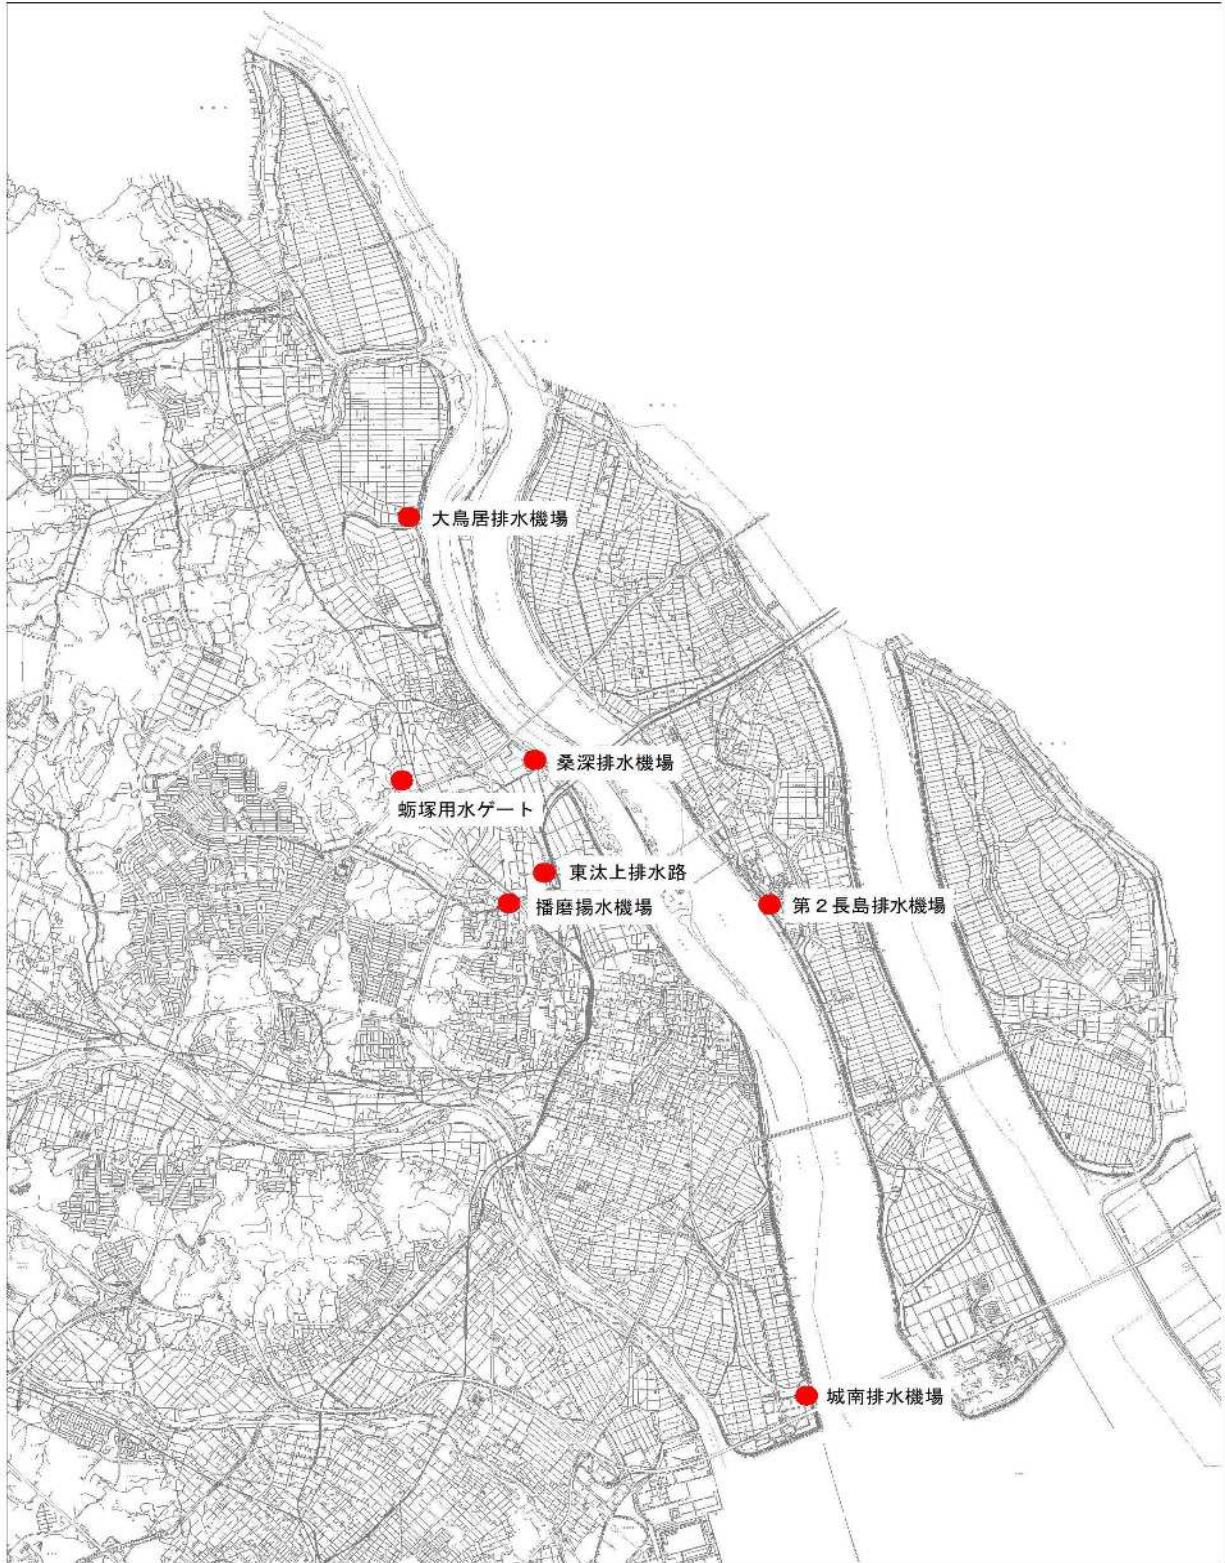 大鳥居排水機場
桑深排水機場
蛎塚用水ゲート
東汰上排水路
播磨揚水機場
第２長島排水機場
城南排水機場